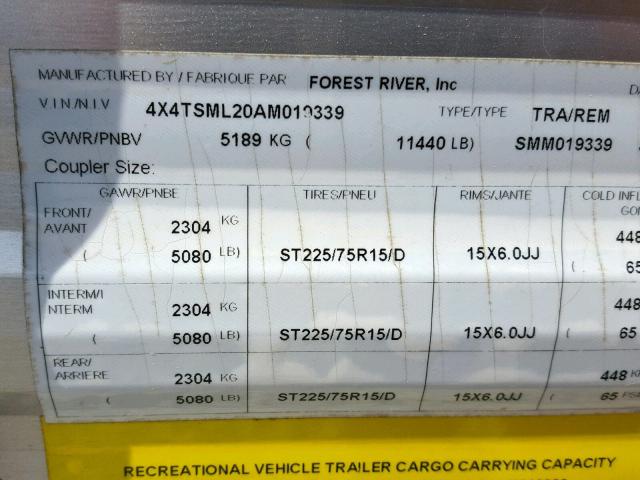 MANUFACTURED BY / FABRIQUE PAR FOREST RIVER, Inc
VIN/N.I.V 4X4TSML20AM019339 TYPE/TYPE TRA/REM
GVWR/PNBV 5189 KG ( 11440 LB) SMM019339
Coupler Size:
GAWR/PNBE TIRES/PNEU RIMS/JANTE COLD INFL
FRONT/ 2304 KG 448
AVANT
( 5080 LB) ST225/75R15/D 15X6.0JJ ( 65
INTERM/I 2304 KG 448
NTERM
( 5080 LB) ST225/75R15/D 15X6.0JJ ( 65
REAR/
ARRIERE 2304 KG 448
( 5080 LB) ST225/75R15/D 15X6.0JJ ( 65
RECREATIONAL VEHICLE TRAILER CARGO CARRYING CAPACITY